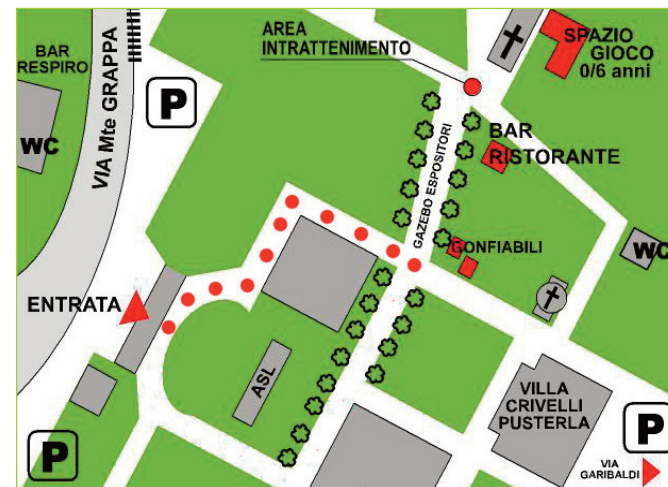 BAR
RESPIRO
WC
VIA Mte GRAPPA
P
AREA
INTRATTENIMENTO
SPAZIO
GIOCO
0/6 anni
BAR
RISTORANTE
GAZEBO ESPOSITORI
GONFIABILI
WC
ENTRATA
ASL
VILLA
CRIVELLI
PUSTERLA
P
P
VIA
GARIBALDI